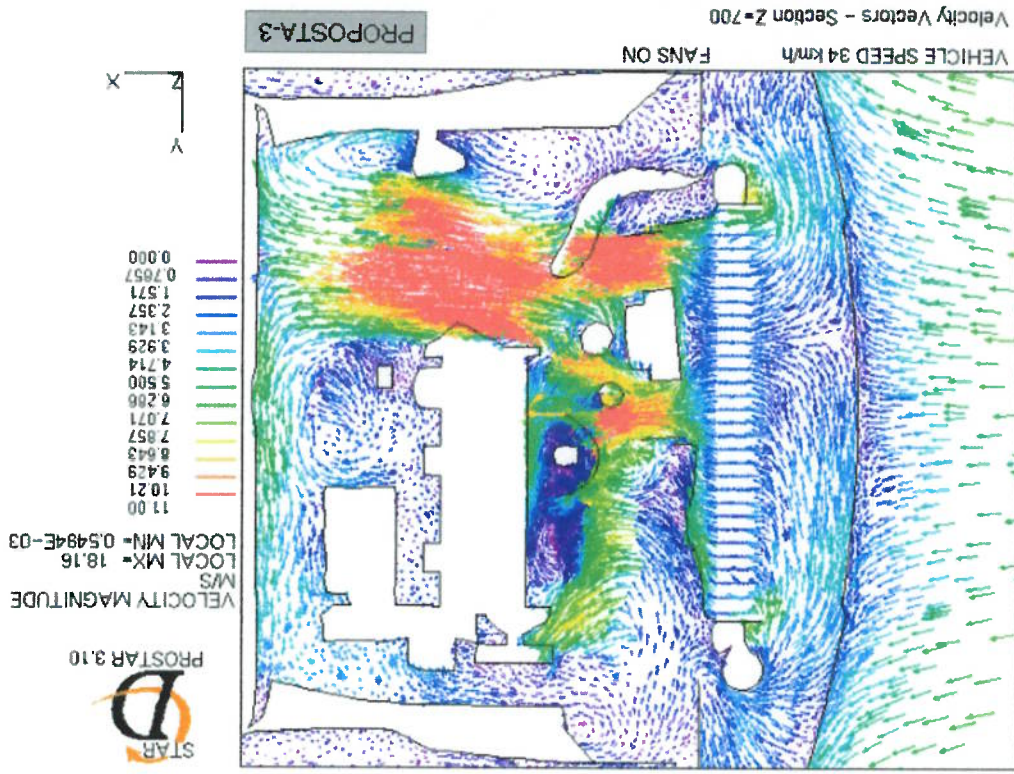 STAR
PROSTAR 3.10
VELOCITY MAGNITUDE
M/S
LOCAL MX= 18.16
LOCAL MN= 0.5494E-03
11.00
10.21
9.429
8.643
7.857
7.071
6.286
5.500
4.714
3.929
3.143
2.357
1.571
0.7857
0.000
Y
Z
X
PROPOSTA-3
VEHICLE SPEED 34 km/h FANS ON
Velocity Vectors - Section Z=700